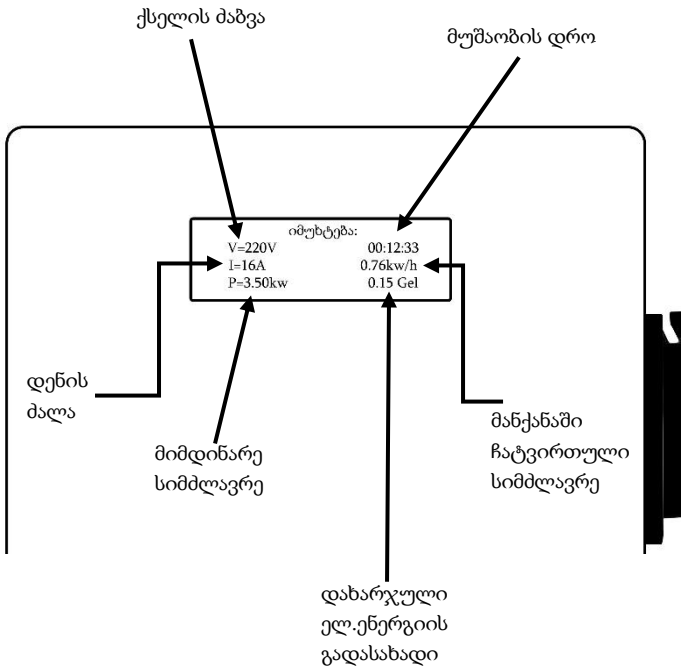 ქსელის ძაბვა
მუშაობის დრო
იმუხტება:
V=220V 00:12:33
I=16A 0.76kw/h
P=3.50kw 0.15 Gel
დენის
ძალა
მიმდინარე
სიმძლავრე
მანქანაში
ჩატვირთული
სიმძლავრე
დახარჯული
ელ.ენერგიის
გადასახადი